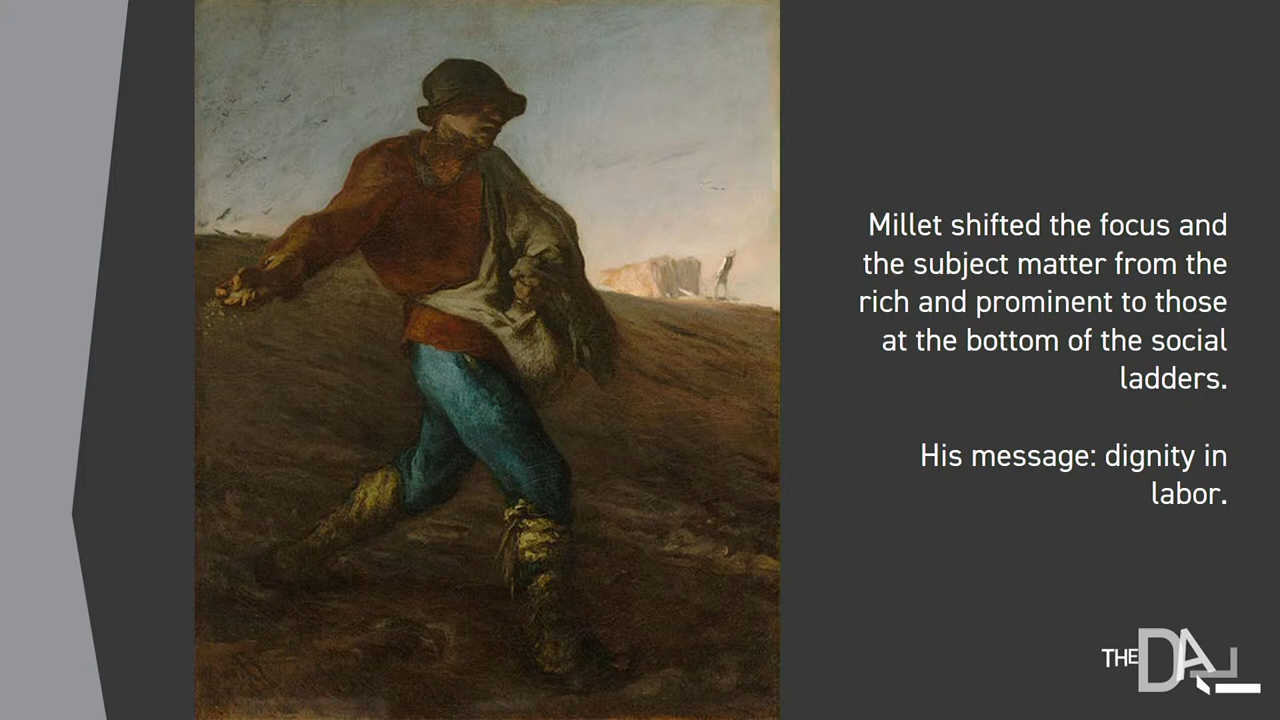 Millet shifted the focus and
the subject matter from the
rich and prominent to those
at the bottom of the social
ladders.
His message: dignity in
labor.
THE DALI